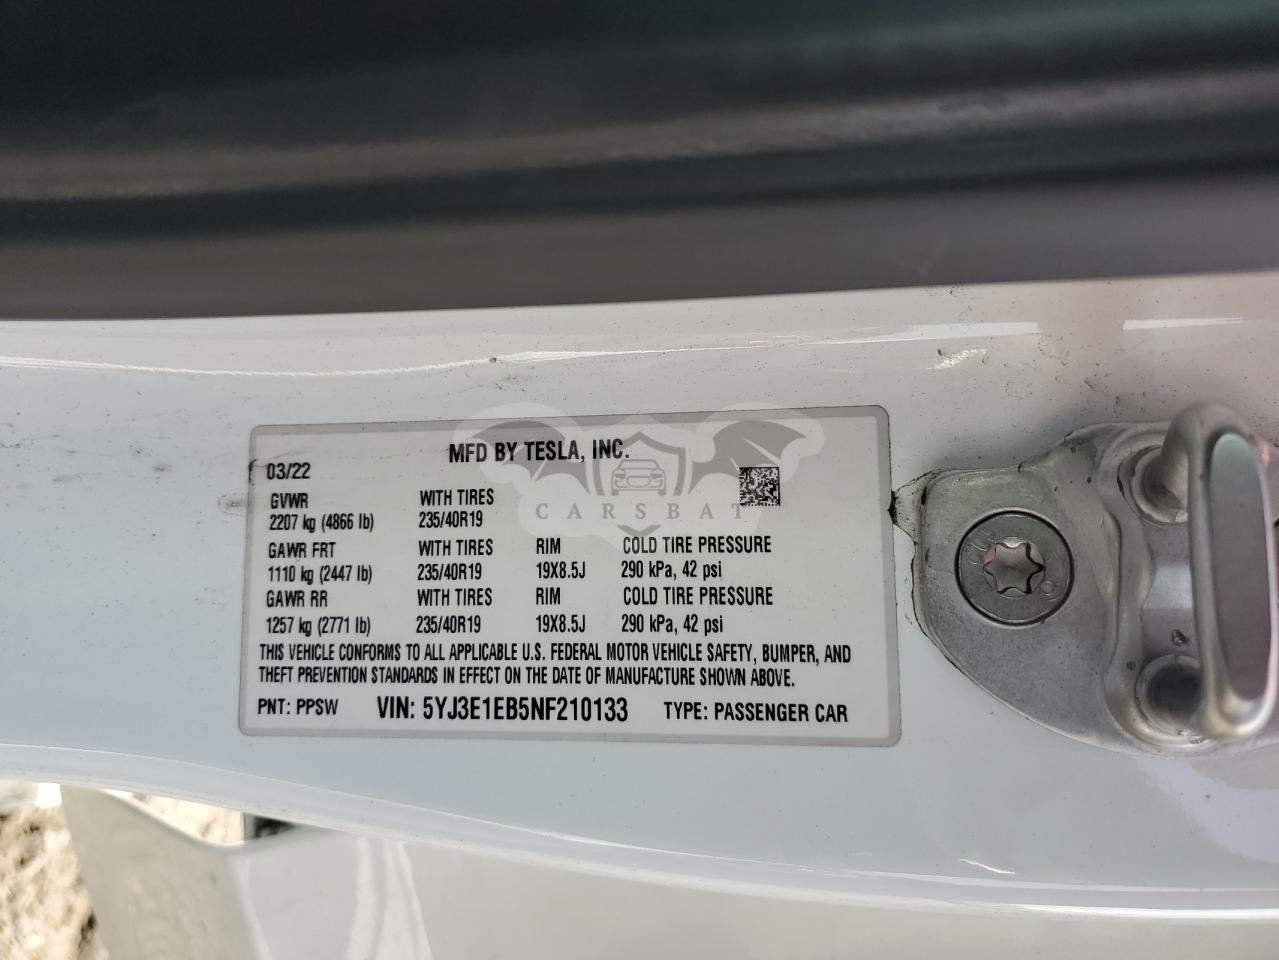 MFD BY TESLA, INC.
03/22
GVWR WITH TIRES
2207 kg (4866 lb) 235/40R19
CARSBAT
GAWR FRT WITH TIRES RIM COLD TIRE PRESSURE
1110 kg (2447 lb) 235/40R19 19X8.5J 290 kPa, 42 psi
GAWR RR WITH TIRES RIM COLD TIRE PRESSURE
1257 kg (2771 lb) 235/40R19 19X8.5J 290 kPa, 42 psi
THIS VEHICLE CONFORMS TO ALL APPLICABLE U.S. FEDERAL MOTOR VEHICLE SAFETY, BUMPER, AND
THEFT PREVENTION STANDARDS IN EFFECT ON THE DATE OF MANUFACTURE SHOWN ABOVE.
PNT: PPSW VIN: 5YJ3E1EB5NF210133 TYPE: PASSENGER CAR